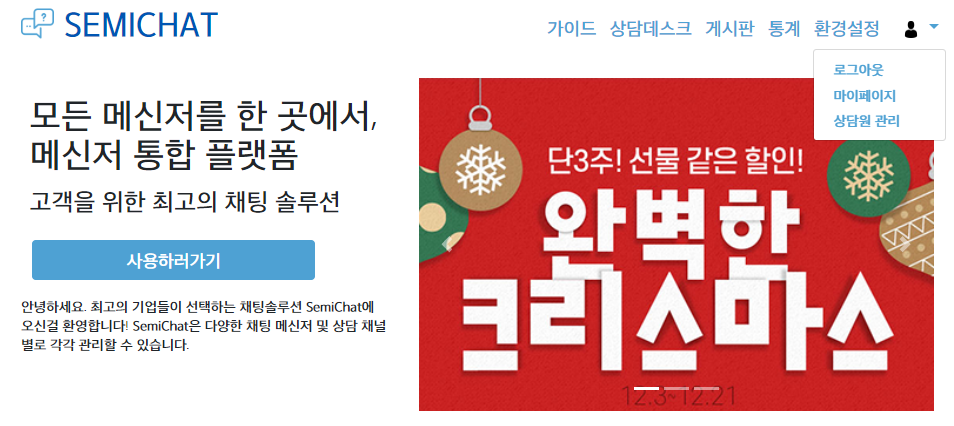 SEMICHAT
가이드 상담데스크 게시판 통계 환경설정
로그아웃
마이페이지
상담원 관리
모든 메신저를 한 곳에서,
메신저 통합 플랫폼
고객을 위한 최고의 채팅 솔루션
사용하러가기
안녕하세요. 최고의 기업들이 선택하는 채팅솔루션 SemiChat에
오신걸 환영합니다! SemiChat은 다양한 채팅 메신저 및 상담 채널
별로 각각 관리할 수 있습니다.
단3주! 선물 같은 할인!
완벽한
크리스마스
12.3~12.21